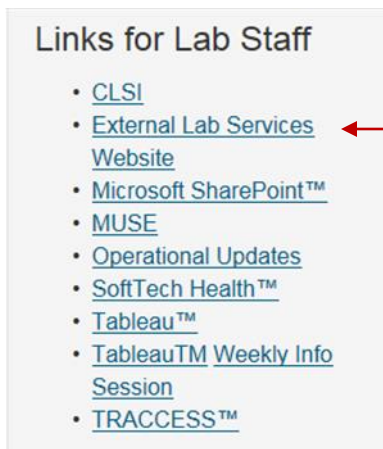 Links for Lab Staff
• CLSI
• External Lab Services
Website
• Microsoft SharePoint™
• MUSE
• Operational Updates
• SoftTech Health™
• Tableau™
• TableauTM Weekly Info
Session
• TRACCESS™